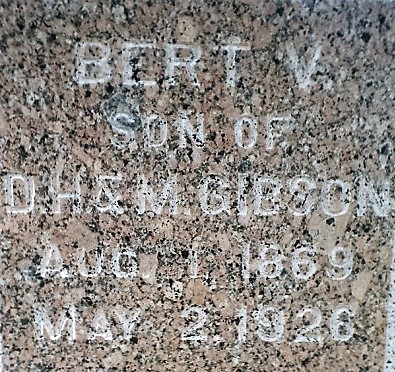 BERT V.
SON OF
D.H. & M. GIBSON
AUG. 1, 1869
MAY 2, 1926